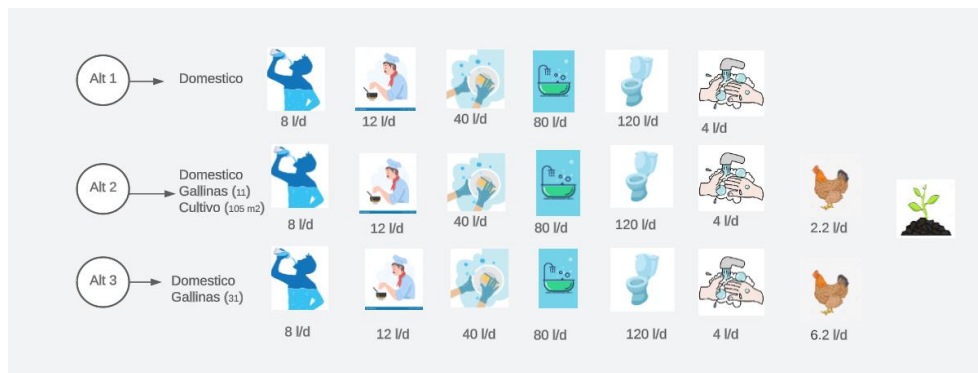 Alt 1
Domestico
8 l/d
12 l/d
40 l/d
80 l/d
120 l/d
4 l/d
Alt 2
Domestico
Gallinas (11)
Cultivo (105 m2)
8 l/d
12 l/d
40 l/d
80 l/d
120 l/d
4 l/d
2.2 l/d
Alt 3
Domestico
Gallinas (31)
8 l/d
12 l/d
40 l/d
80 l/d
120 l/d
4 l/d
6.2 l/d